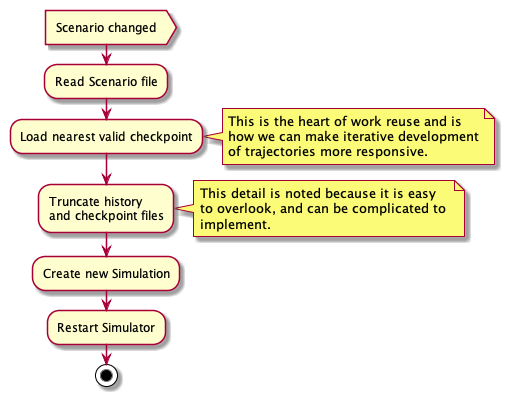 Scenario changed
Read Scenario file
Load nearest valid checkpoint
This is the heart of work reuse and is
how we can make iterative development
of trajectories more responsive.
Truncate history
and checkpoint files
This detail is noted because it is easy
to overlook, and can be complicated to
implement.
Create new Simulation
Restart Simulator